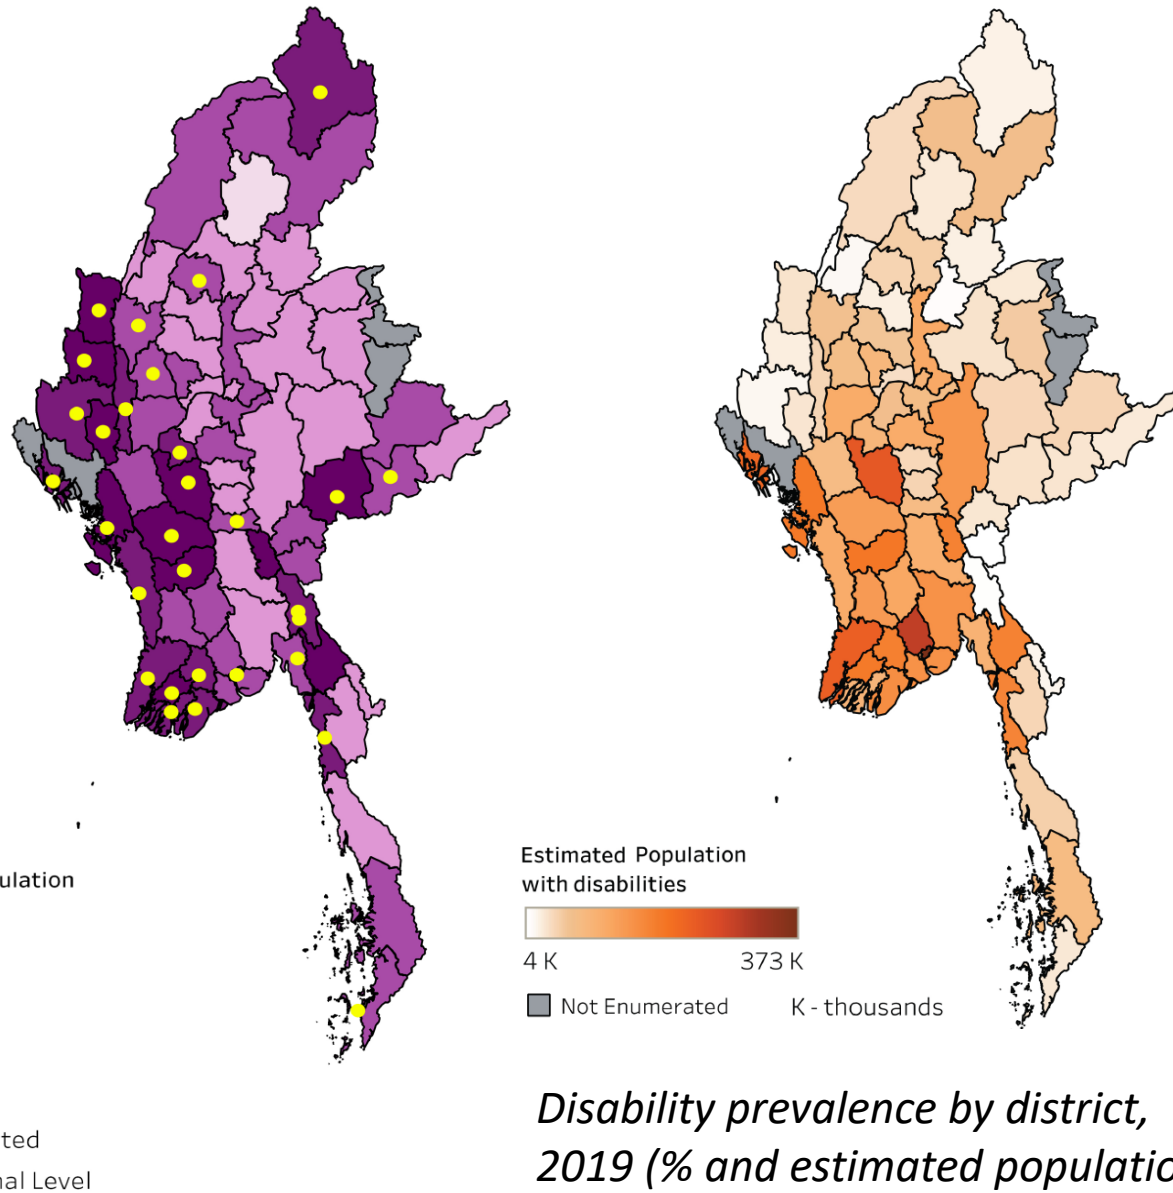 ulation
Estimated Population
with disabilities
4 K 373 K
Not Enumerated K - thousands
Disability prevalence by district,
2019 (% and estimated populatio
ted
nal Level